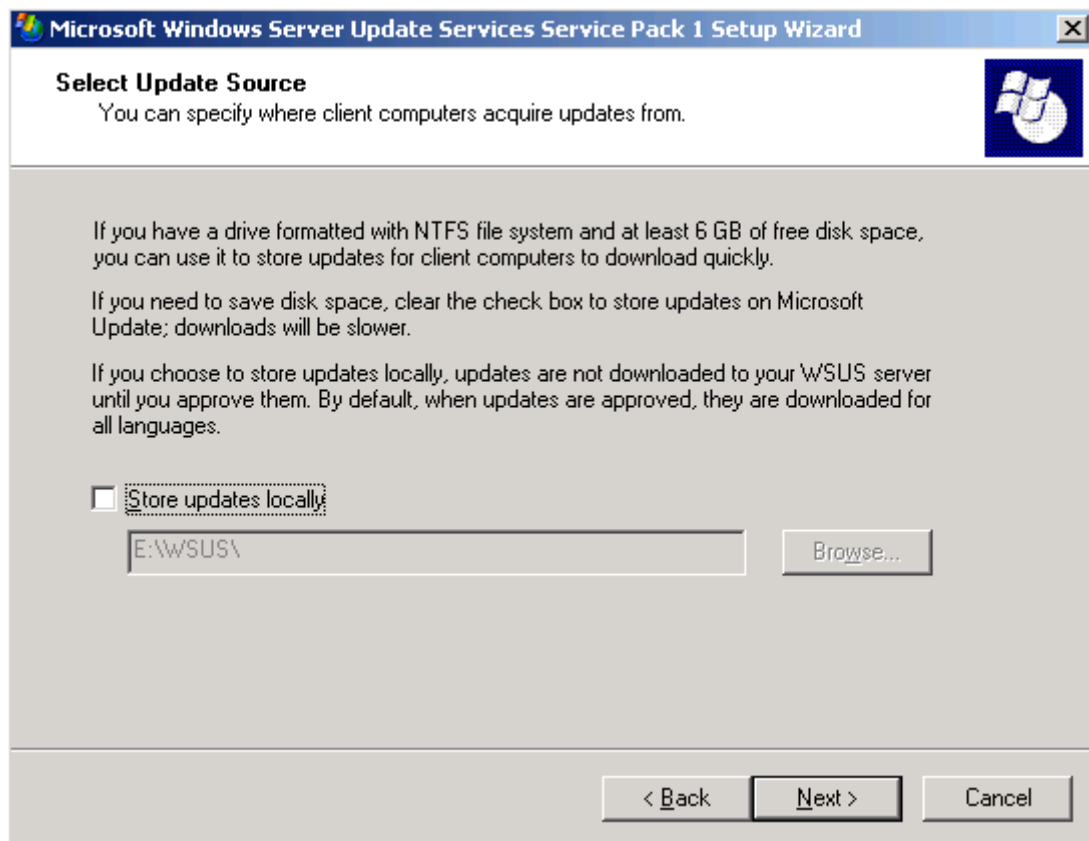 Microsoft Windows Server Update Services Service Pack 1 Setup Wizard
Select Update Source
You can specify where client computers acquire updates from.
If you have a drive formatted with NTFS file system and at least 6 GB of free disk space,
you can use it to store updates for client computers to download quickly.
If you need to save disk space, clear the check box to store updates on Microsoft
Update; downloads will be slower.
If you choose to store updates locally, updates are not downloaded to your WSUS server
until you approve them. By default, when updates are approved, they are downloaded for
all languages.
Store updates locally
E:\WSUS\
Browse...
< Back
Next >
Cancel